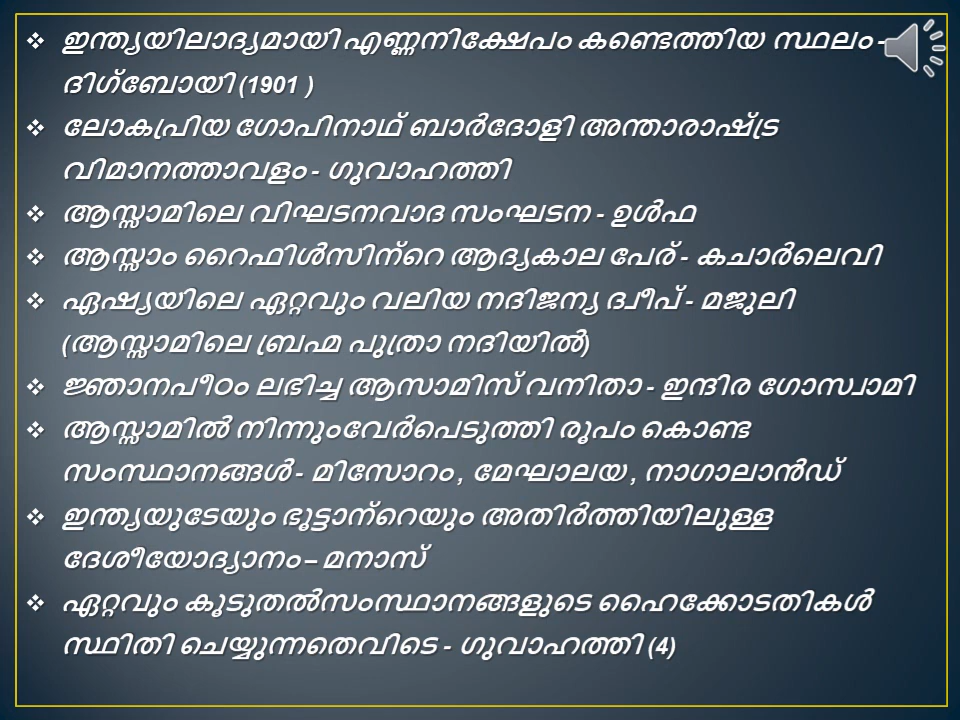 ❖ ഇന്ത്യയിലാദ്യമായി എണ്ണനിക്ഷേപം കണ്ടെത്തിയ സ്ഥലം -
ദിഗ്ബോയി (1901 )
❖ ലോകപ്രിയ ഗോപിനാഥ് ബാർദോളി അന്താരാഷ്ട്ര
വിമാനത്താവളം - ഗുവാഹത്തി
❖ ആസ്സാമിലെ വിഘടനവാദ സംഘടന - ഉൾഫ
❖ ആസ്സാം റൈഫിൾസിന്റെ ആദ്യകാല പേര് - കചാർലെവി
❖ ഏഷ്യയിലെ ഏറ്റവും വലിയ നദിജന്യ ദ്വീപ് - മജുലി
(ആസ്സാമിലെ ബ്രഹ്മ പുത്രാ നദിയിൽ)
❖ ജ്ഞാനപീഠം ലഭിച്ച ആസാമിസ് വനിതാ - ഇന്ദിര ഗോസ്വാമി
❖ ആസ്സാമിൽ നിന്നുംവേർപെടുത്തി രൂപം കൊണ്ട
സംസ്ഥാനങ്ങൾ - മിസോറം , മേഘാലയ , നാഗാലാൻഡ്
❖ ഇന്ത്യയുടേയും ഭൂട്ടാന്റെയും അതിർത്തിയിലുള്ള
ദേശീയോദ്യാനം – മനാസ്
❖ ഏറ്റവും കൂടുതൽസംസ്ഥാനങ്ങളുടെ ഹൈക്കോടതികൾ
സ്ഥിതി ചെയ്യുന്നതെവിടെ - ഗുവാഹത്തി (4)